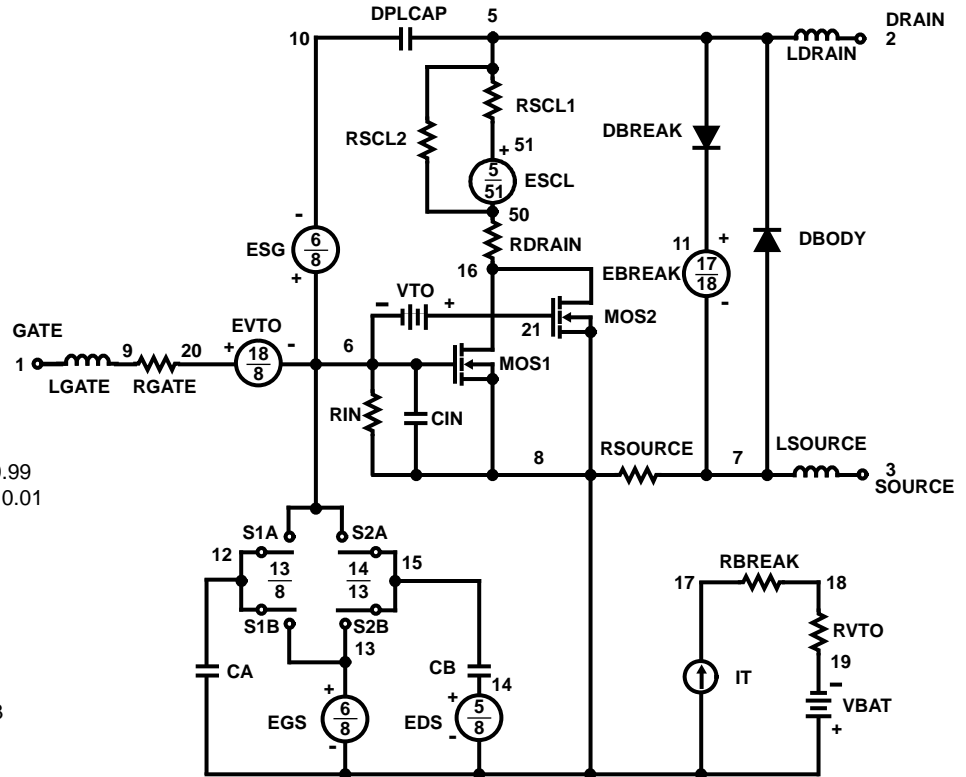 DPLCAP
5
DRAIN
2
10
LDRAIN
RSCL1
RSCL2
DBREAK
+
51
5
51
ESCL
50
-
ESG
6
8
+
RDRAIN
DBODY
11
+
EBREAK
17
18
-
16
VTO
-
+
MOS2
21
GATE
1
9
20
LGATE
RGATE
EVTO
+
18
8
-
6
MOS1
RIN
CIN
8
RSOURCE
7
LSOURCE
3
SOURCE
.99
0.01
S1A
S2A
12
13
8
14
13
15
S1B
S2B
13
CA
CB
14
+
EGS
6
8
-
+
EDS
5
8
-
RBREAK
17
18
RVTO
19
IT
-
VBAT
+